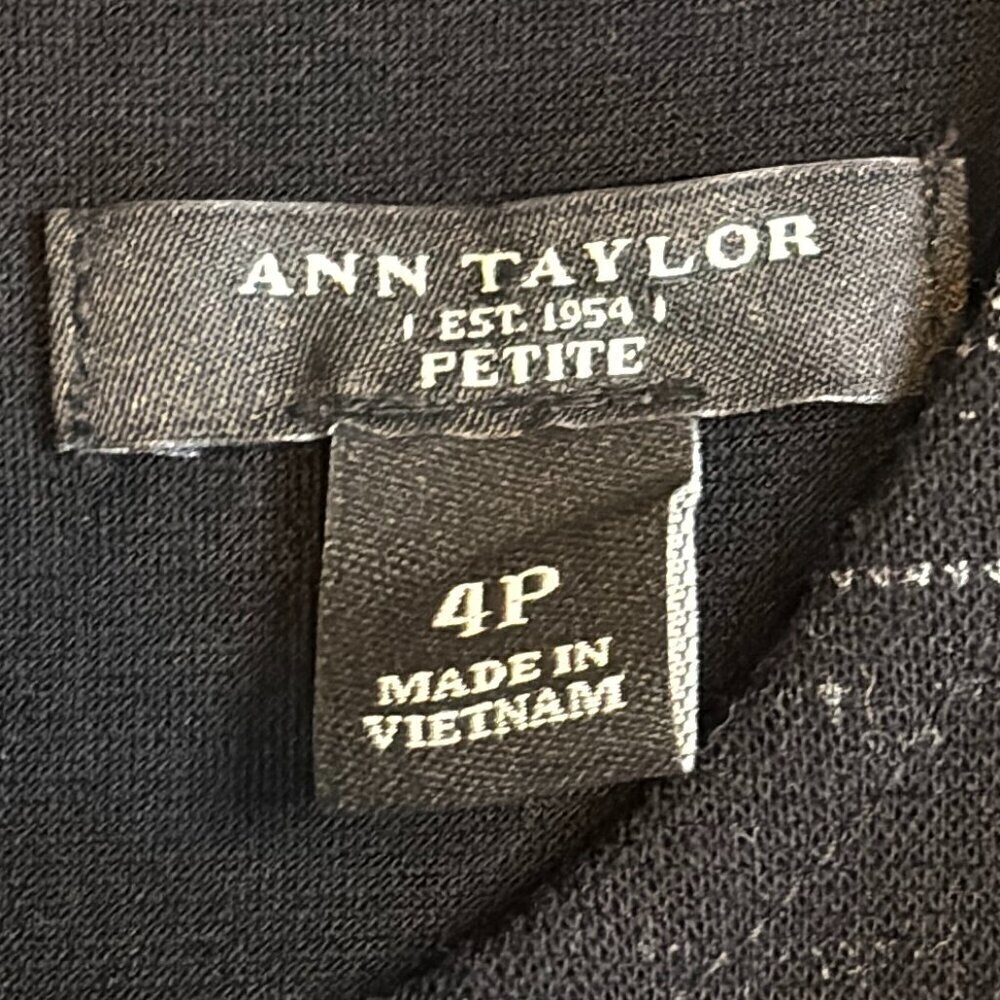 ANN TAYLOR
EST. 1954
PETITE
4P
MADE IN
VIETNAM